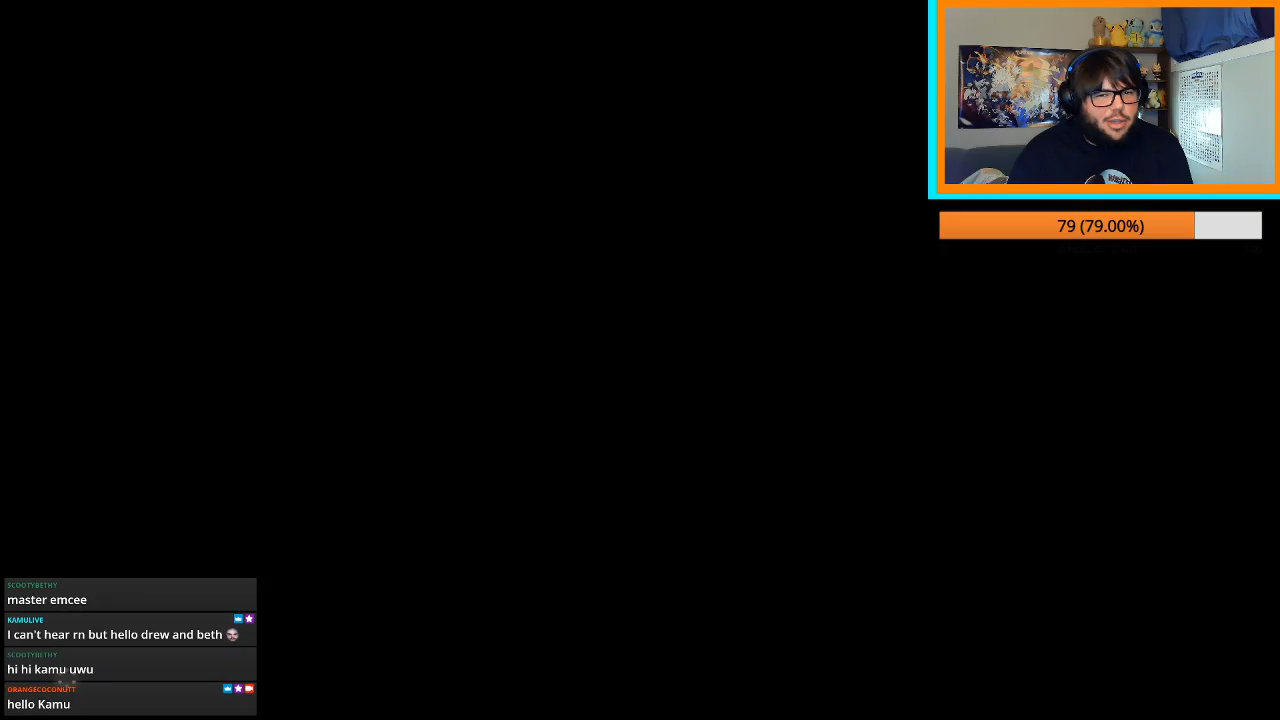 79 (79.00%)
SCOOTYBETHY
master emcee
KAMULIVE
I can't hear rn but hello drew and beth
SCOOTYBETHY
hi hi kamu uwu
ORANGECOCONUTT
hello Kamu